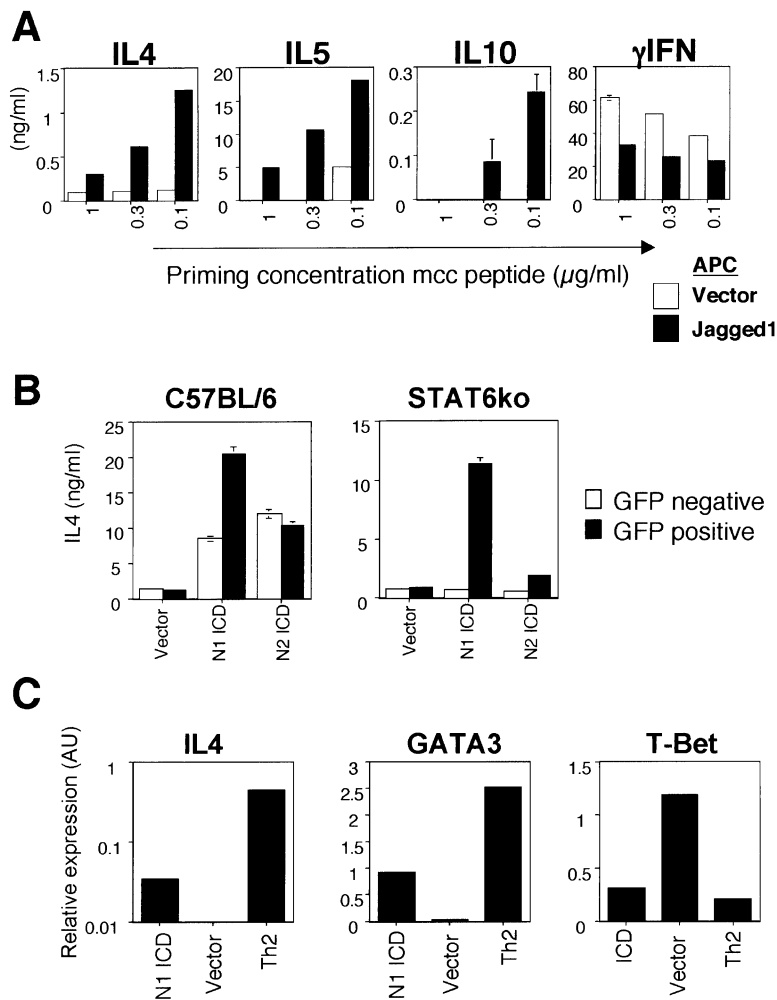 A
IL4 IL5 IL10 γIFN
(ng/ml)
1.5 1 0.5 0
20 15 10 5 0
0.3 0.2 0.1 0
80 60 40 20 0
1 0.3 0.1
1 0.3 0.1
1 0.3 0.1
1 0.3 0.1
Priming concentration mcc peptide (µg/ml)
APC
Vector
Jagged1
B
C57BL/6 STAT6ko
IL4 (ng/ml)
25 20 15 10 5 0
15 10 5 0
GFP negative
GFP positive
Vector N1 ICD N2 ICD
Vector N1 ICD N2 ICD
C
IL4 GATA3 T-Bet
Relative expression (AU)
1 0.1 0.01
3 2.5 2 1.5 1 0.5 0
1.5 1 0.5 0
N1 ICD Vector Th2
N1 ICD Vector Th2
ICD Vector Th2